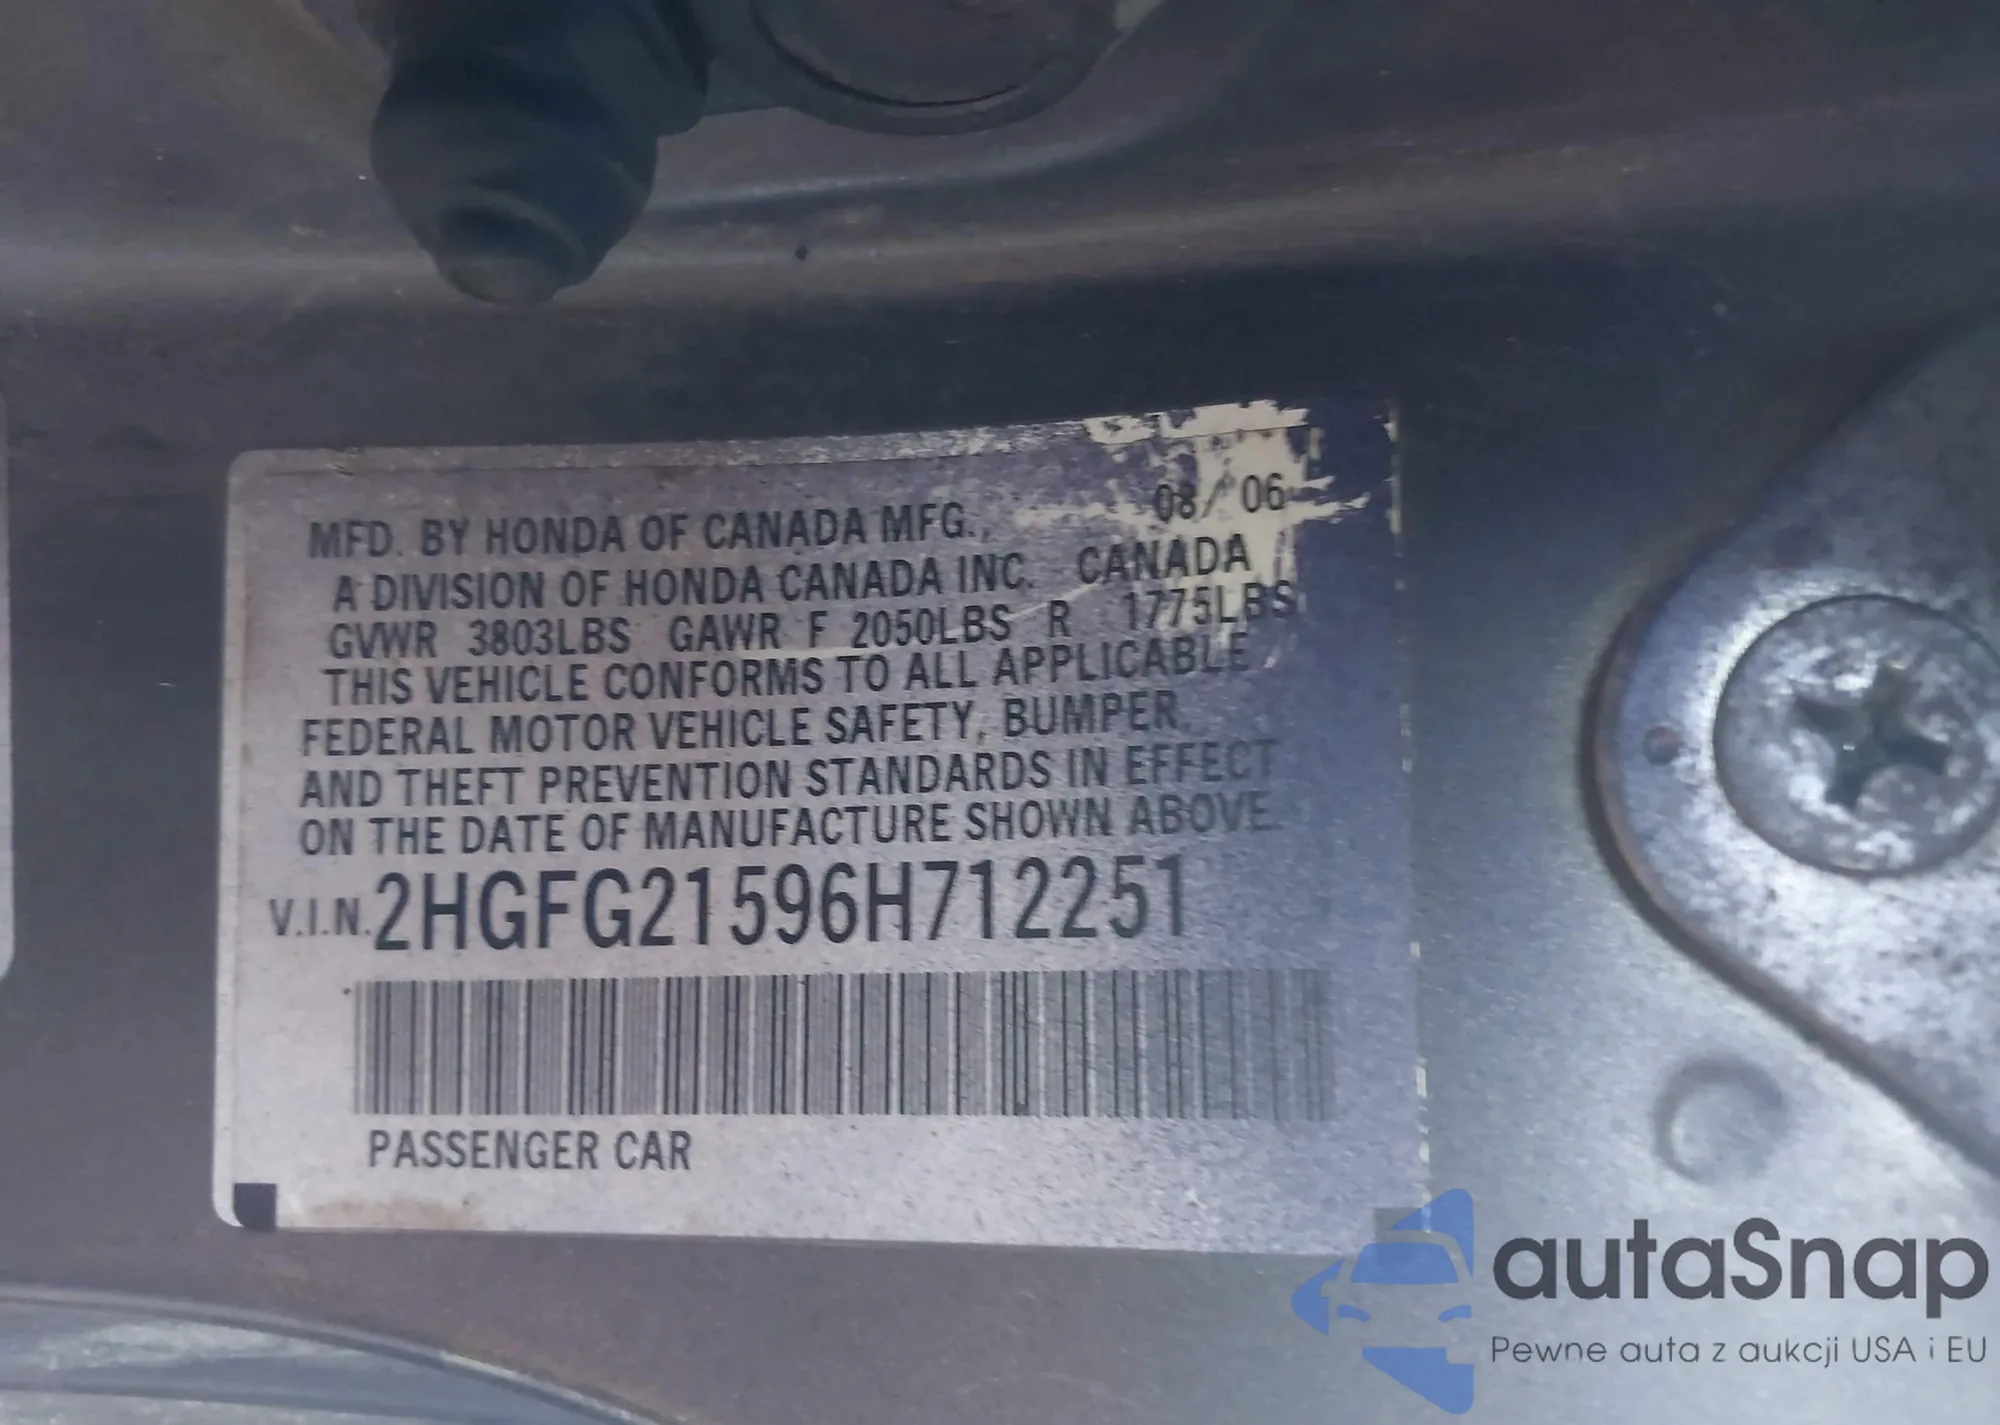 08/ 06
MFD. BY HONDA OF CANADA MFG.,
A DIVISION OF HONDA CANADA INC. CANADA
GVWR 3803LBS GAWR F 2050LBS R 1775LBS
THIS VEHICLE CONFORMS TO ALL APPLICABLE
FEDERAL MOTOR VEHICLE SAFETY, BUMPER,
AND THEFT PREVENTION STANDARDS IN EFFECT
ON THE DATE OF MANUFACTURE SHOWN ABOVE.
V.I.N. 2HGFG21596H712251
PASSENGER CAR
autaSnap
Pewne auta z aukcji USA i EU